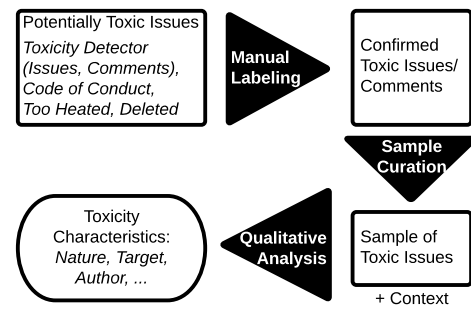 Potentially Toxic Issues
Toxicity Detector
(Issues, Comments),
Code of Conduct,
Too Heated, Deleted
Manual
Labeling
Confirmed
Toxic Issues/
Comments
Sample
Curation
Sample of
Toxic Issues
+ Context
Qualitative
Analysis
Toxicity
Characteristics:
Nature, Target,
Author, ...